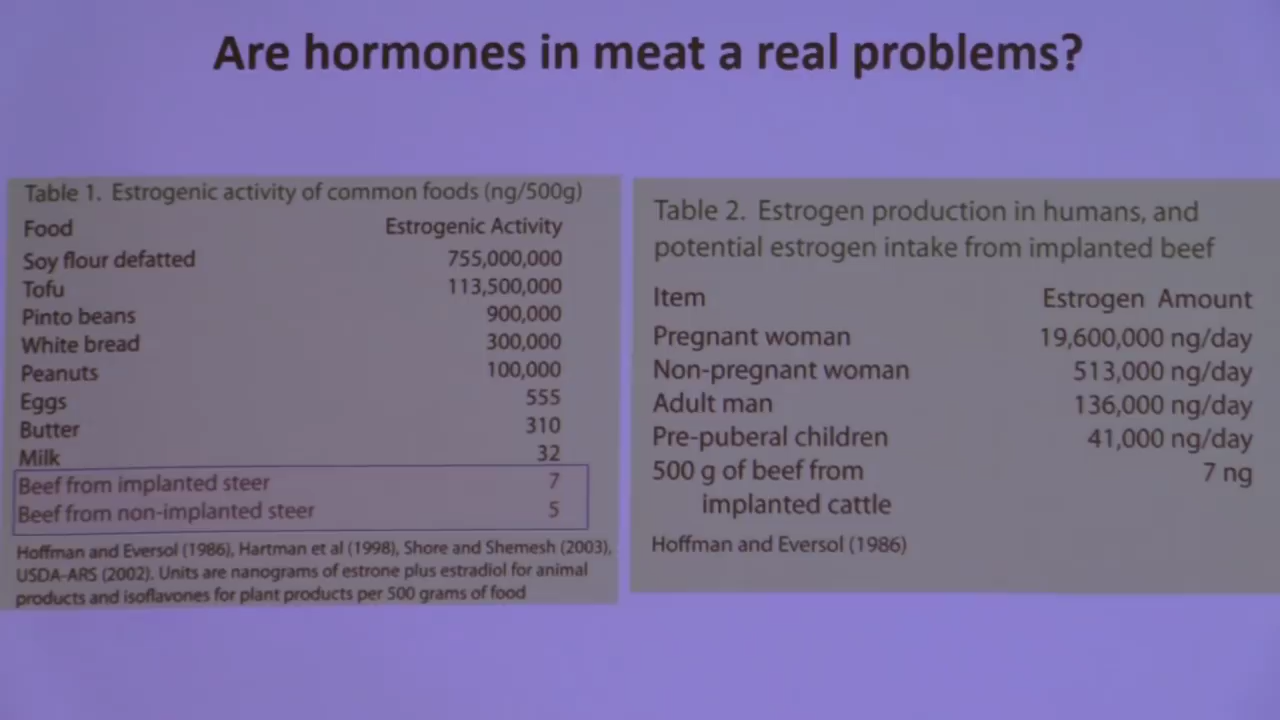 Are hormones in meat a real problems?
Table 1. Estrogenic activity of common foods (ng/500g)
Food Estrogenic Activity
Soy flour defatted 755,000,000
Tofu 113,500,000
Pinto beans 900,000
White bread 300,000
Peanuts 100,000
Eggs 555
Butter 310
Milk 32
Beef from implanted steer 7
Beef from non-implanted steer 5
Hoffman and Eversol (1986), Hartman et al (1998), Shore and Shemesh (2003),
USDA-ARS (2002). Units are nanograms of estrone plus estradiol for animal
products and isoflavones for plant products per 500 grams of food
Table 2. Estrogen production in humans, and
potential estrogen intake from implanted beef
Item Estrogen Amount
Pregnant woman 19,600,000 ng/day
Non-pregnant woman 513,000 ng/day
Adult man 136,000 ng/day
Pre-puberal children 41,000 ng/day
500 g of beef from 7 ng
implanted cattle
Hoffman and Eversol (1986)